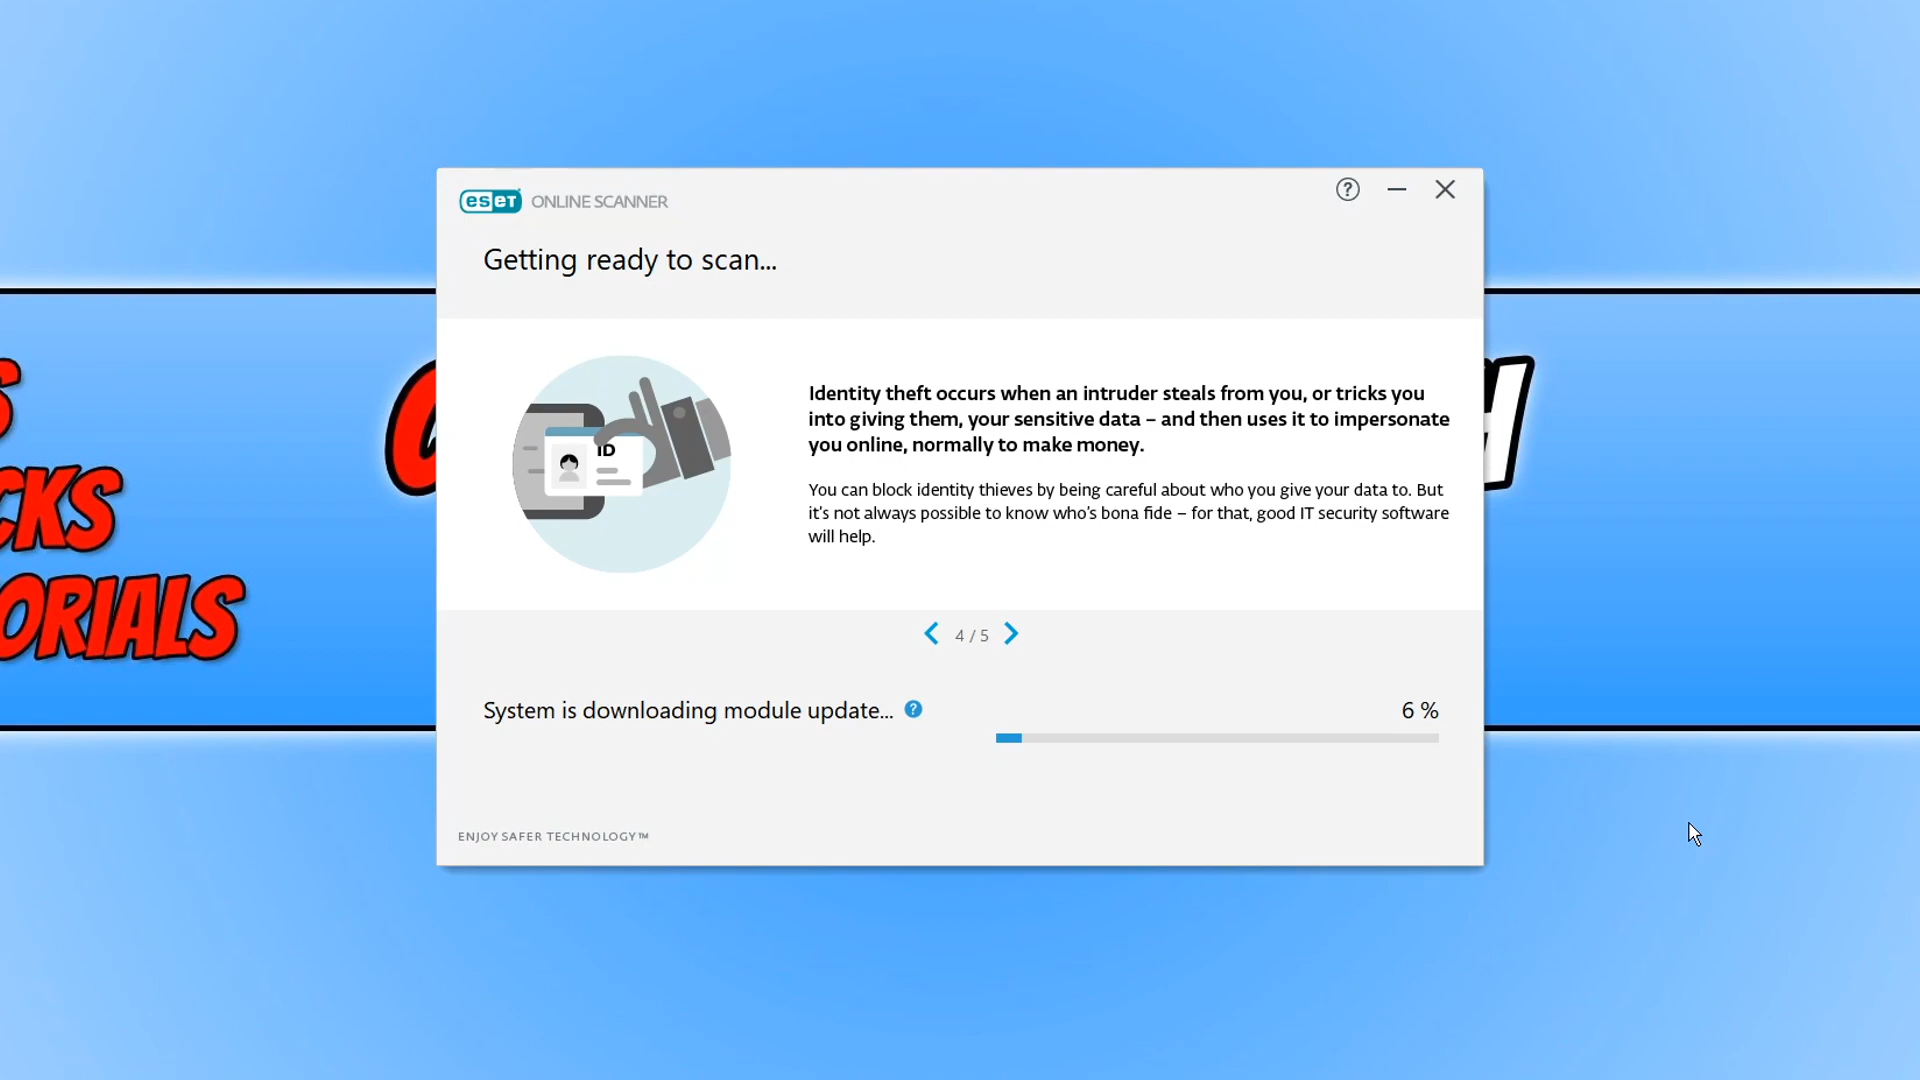 eset ONLINE SCANNER
Getting ready to scan...
ID
Identity theft occurs when an intruder steals from you, or tricks you
into giving them, your sensitive data – and then uses it to impersonate
you online, normally to make money.
You can block identity thieves by being careful about who you give your data to. But
it's not always possible to know who's bona fide – for that, good IT security software
will help.
4 / 5
System is downloading module update... ?
6 %
ENJOY SAFER TECHNOLOGY™
S
CKS
ORIALS
H